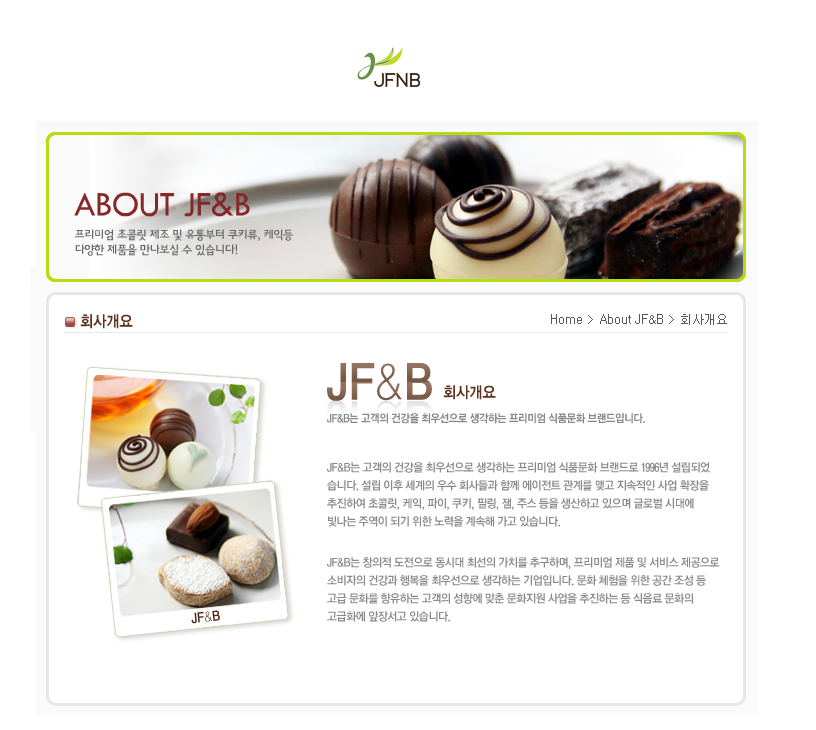 JFNB
ABOUT JF&B
프리미엄 초콜릿 제조 및 유통부터 쿠키류, 케익등
다양한 제품을 만나보실 수 있습니다!
회사개요
Home > About JF&B > 회사개요
JF&B 회사개요
JF&B는 고객의 건강을 최우선으로 생각하는 프리미엄 식품문화 브랜드입니다.
JF&B는 고객의 건강을 최우선으로 생각하는 프리미엄 식품문화 브랜드로 1996년 설립되었
습니다. 설립 이후 세계의 우수 회사들과 함께 에이전트 관계를 맺고 지속적인 사업 확장을
추진하여 초콜릿, 케익, 파이, 쿠키, 필링, 잼, 주스 등을 생산하고 있으며 글로벌 시대에
빛나는 주역이 되기 위한 노력을 계속해 가고 있습니다.
JF&B는 창의적 도전으로 동시대 최선의 가치를 추구하며, 프리미엄 제품 및 서비스 제공으로
소비자의 건강과 행복을 최우선으로 생각하는 기업입니다. 문화 체험을 위한 공간 조성 등
고급 문화를 향유하는 고객의 성향에 맞춘 문화지원 사업을 추진하는 등 식음료 문화의
고급화에 앞장서고 있습니다.
JF&B